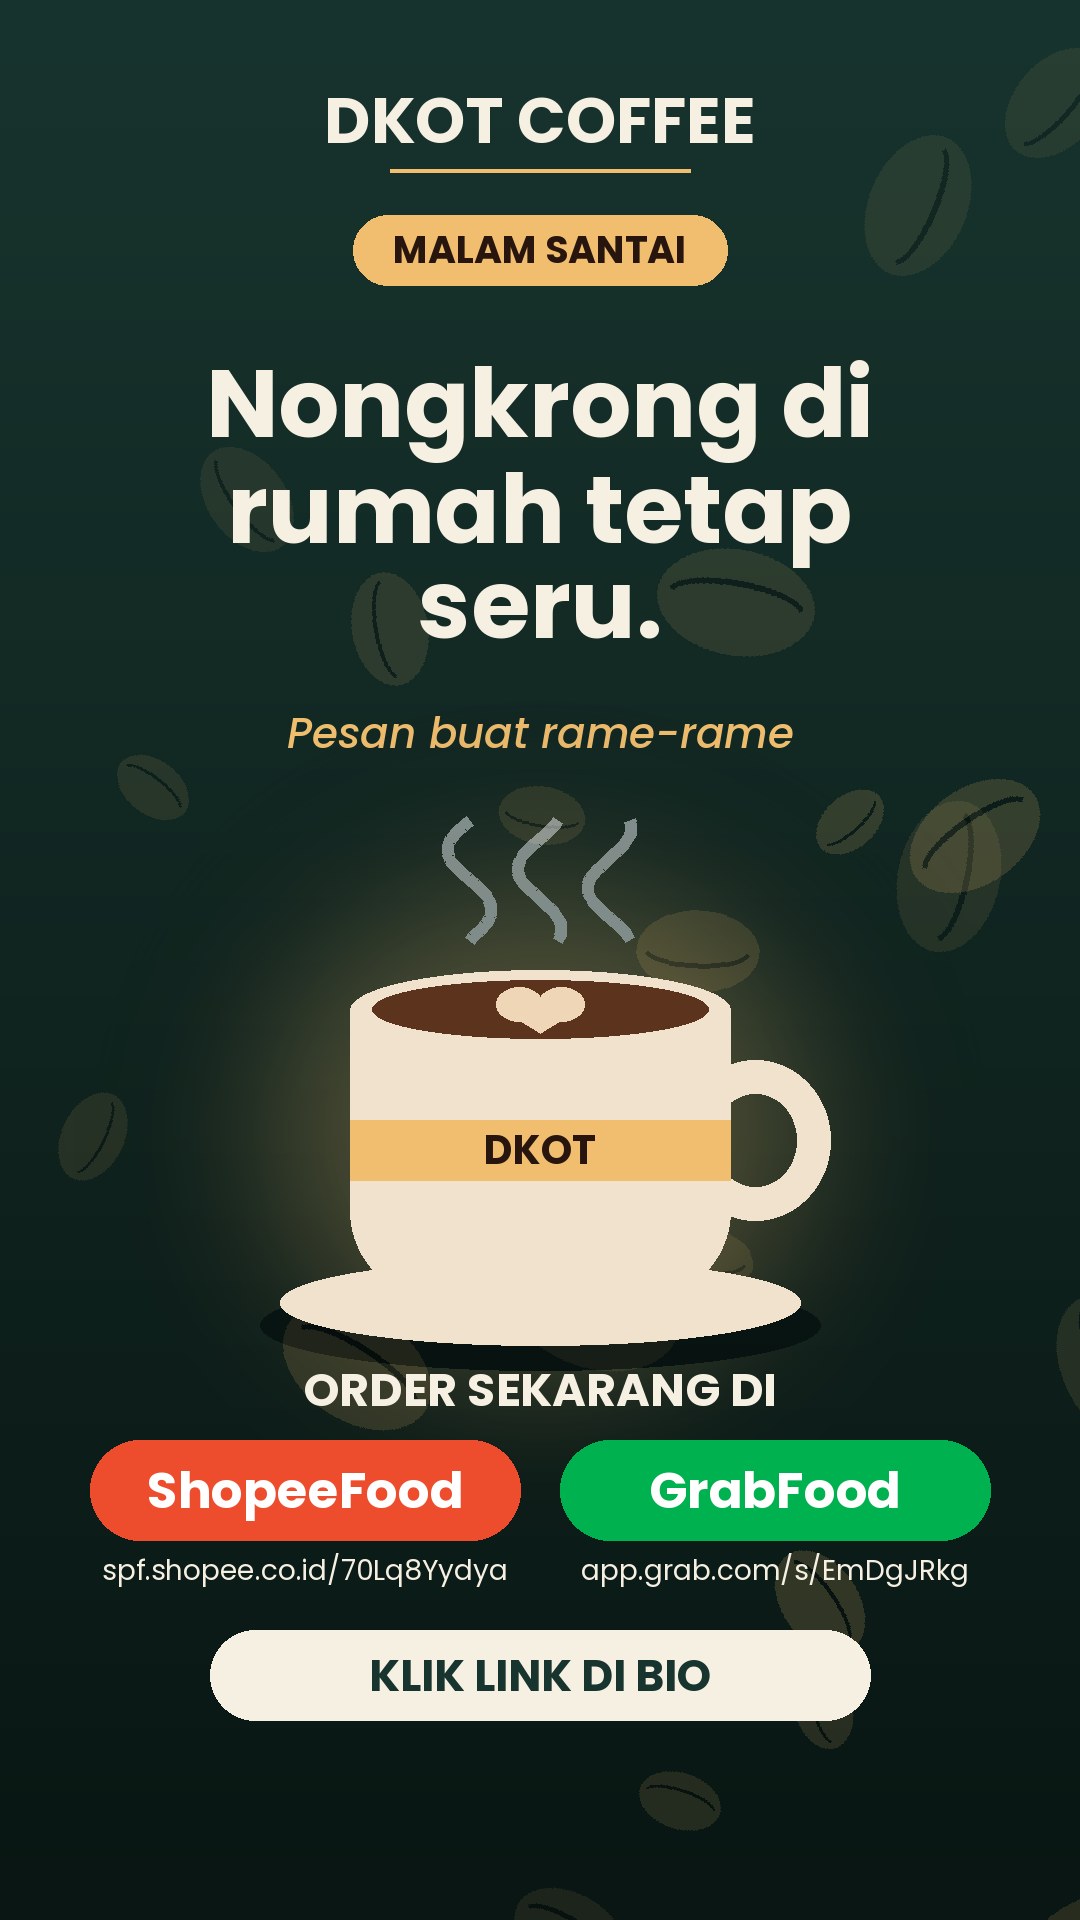 DKOT COFFEE
MALAM SANTAI
Nongkrong di
rumah tetap
seru.
Pesan buat rame-rame
DKOT
ORDER SEKARANG DI
ShopeeFood
GrabFood
spf.shopee.co.id/70Lq8Yydya
app.grab.com/s/EmDgJRkg
KLIK LINK DI BIO